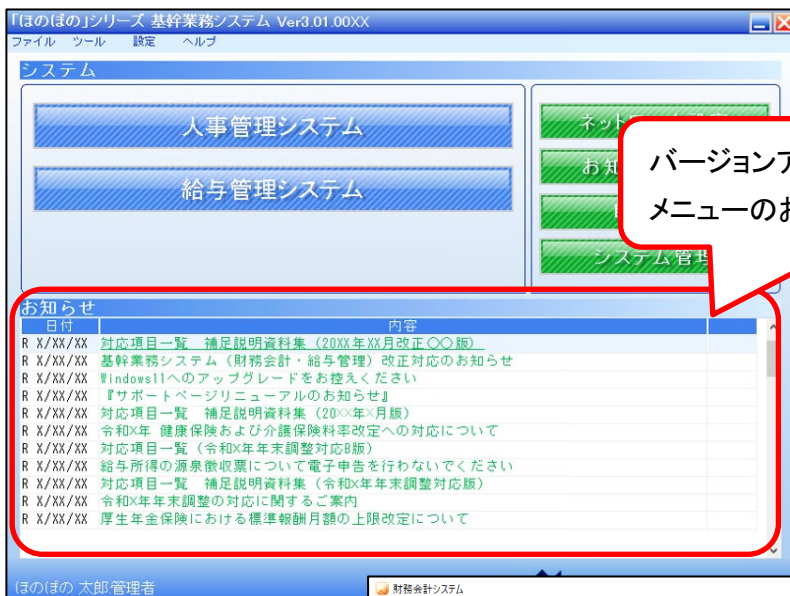 「ほのぼの」シリーズ 基幹業務システム Ver3.01.00XX
ファイル ツール 設定 ヘルプ
システム
人事管理システム
給与管理システム
ネット
お知
システム管理
バージョンア
メニューのお
お知らせ
日付 内容
R X/XX/XX 対応項目一覧 補足説明資料集（20XX年XX月改正〇〇版）
R X/XX/XX 基幹業務システム（財務会計・給与管理）改正対応のお知らせ
R X/XX/XX Windows11へのアップグレードをお控えください
R X/XX/XX 『サポートページリニューアルのお知らせ』
R X/XX/XX 対応項目一覧 補足説明資料集（20××年×月版）
R X/XX/XX 令和X年 健康保険および介護保険料率改定への対応について
R X/XX/XX 対応項目一覧（令和X年年末調整対応B版）
R X/XX/XX 給与所得の源泉徴収票について電子申告を行わないでください
R X/XX/XX 対応項目一覧 補足説明資料集（令和X年年末調整対応版）
R X/XX/XX 令和X年年末調整の対応に関するご案内
R X/XX/XX 厚生年金保険における標準報酬月額の上限改定について
ほのぼの 太郎:管理者
財務会計システム